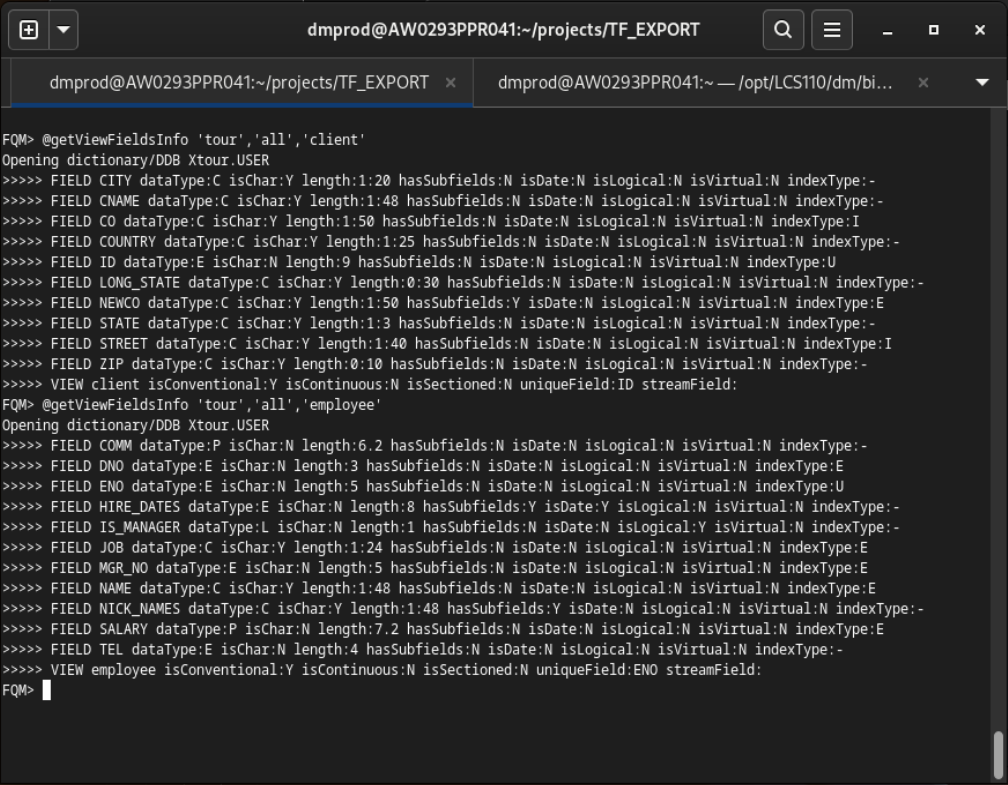 dmprod@AW0293PPR041:~/projects/TF_EXPORT
dmprod@AW0293PPR041:~/projects/TF_EXPORT
dmprod@AW0293PPR041:~ — /opt/LCS110/dm/bi…
FQM> @getViewFieldsInfo 'tour','all','client'
Opening dictionary/DDB Xtour.USER
>>>>> FIELD CITY dataType:C isChar:Y length:1:20 hasSubfields:N isDate:N isLogical:N isVirtual:N indexType:-
>>>>> FIELD CNAME dataType:C isChar:Y length:1:48 hasSubfields:N isDate:N isLogical:N isVirtual:N indexType:-
>>>>> FIELD CO dataType:C isChar:Y length:1:50 hasSubfields:N isDate:N isLogical:N isVirtual:N indexType:I
>>>>> FIELD COUNTRY dataType:C isChar:Y length:1:25 hasSubfields:N isDate:N isLogical:N isVirtual:N indexType:-
>>>>> FIELD ID dataType:E isChar:N length:9 hasSubfields:N isDate:N isLogical:N isVirtual:N indexType:U
>>>>> FIELD LONG_STATE dataType:C isChar:Y length:0:30 hasSubfields:N isDate:N isLogical:N isVirtual:N indexType:-
>>>>> FIELD NEWCO dataType:C isChar:Y length:1:50 hasSubfields:Y isDate:N isLogical:N isVirtual:N indexType:E
>>>>> FIELD STATE dataType:C isChar:Y length:1:3 hasSubfields:N isDate:N isLogical:N isVirtual:N indexType:-
>>>>> FIELD STREET dataType:C isChar:Y length:1:40 hasSubfields:N isDate:N isLogical:N isVirtual:N indexType:I
>>>>> FIELD ZIP dataType:C isChar:Y length:0:10 hasSubfields:N isDate:N isLogical:N isVirtual:N indexType:-
>>>>> VIEW client isConventional:Y isContinuous:N isSectioned:N uniqueField:ID streamField:
FQM> @getViewFieldsInfo 'tour','all','employee'
Opening dictionary/DDB Xtour.USER
>>>>> FIELD COMM dataType:P isChar:N length:6.2 hasSubfields:N isDate:N isLogical:N isVirtual:N indexType:-
>>>>> FIELD DNO dataType:E isChar:N length:3 hasSubfields:N isDate:N isLogical:N isVirtual:N indexType:E
>>>>> FIELD ENO dataType:E isChar:N length:5 hasSubfields:N isDate:N isLogical:N isVirtual:N indexType:U
>>>>> FIELD HIRE_DATES dataType:E isChar:N length:8 hasSubfields:Y isDate:Y isLogical:N isVirtual:N indexType:-
>>>>> FIELD IS_MANAGER dataType:L isChar:N length:1 hasSubfields:N isDate:N isLogical:Y isVirtual:N indexType:-
>>>>> FIELD JOB dataType:C isChar:Y length:1:24 hasSubfields:N isDate:N isLogical:N isVirtual:N indexType:E
>>>>> FIELD MGR_NO dataType:E isChar:N length:5 hasSubfields:N isDate:N isLogical:N isVirtual:N indexType:E
>>>>> FIELD NAME dataType:C isChar:Y length:1:48 hasSubfields:N isDate:N isLogical:N isVirtual:N indexType:E
>>>>> FIELD NICK_NAMES dataType:C isChar:Y length:1:48 hasSubfields:Y isDate:N isLogical:N isVirtual:N indexType:-
>>>>> FIELD SALARY dataType:P isChar:N length:7.2 hasSubfields:N isDate:N isLogical:N isVirtual:N indexType:E
>>>>> FIELD TEL dataType:E isChar:N length:4 hasSubfields:N isDate:N isLogical:N isVirtual:N indexType:-
>>>>> VIEW employee isConventional:Y isContinuous:N isSectioned:N uniqueField:ENO streamField:
FQM>